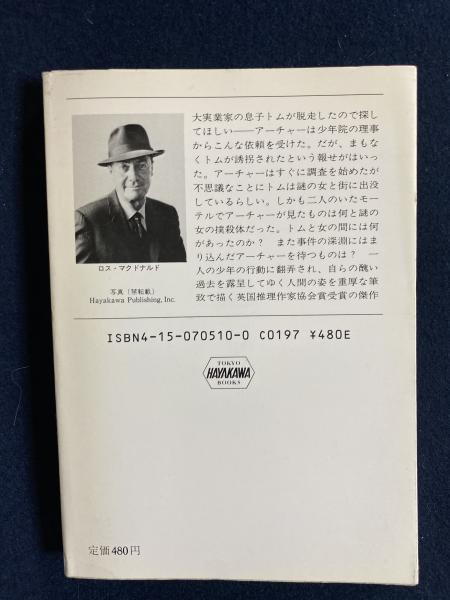 大実業家の息子トムが脱走したので探し
てほしい――アーチャーは少年院の理事
からこんな依頼を受けた。だが、まもな
くトムが誘拐されたという報せがはいっ
た。アーチャーはすぐに調査を始めたが
不思議なことにトムは謎の女と街に出没
しているらしい。しかも二人のいたモー
テルでアーチャーが見たものは何と謎の
女の撲殺体だった。トムと女の間には何
があったのか? また事件の深淵にはま
り込んだアーチャーを待つものは? 一
人の少年の行動に翻弄され、自らの醜い
過去を露呈してゆく人間の姿を重厚な筆
致で描く英国推理作家協会賞受賞の傑作
ロス・マクドナルド
写真〔禁転載〕
Hayakawa Publishing, Inc.
ISBN4-15-070510-0 C0197 ¥480E
TOKYO
HAYAKAWA
BOOKS
定価480円